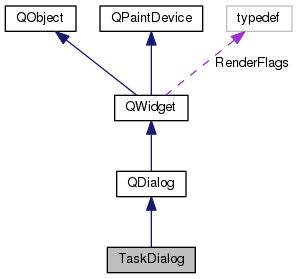 QObject
QPaintDevice
typedef
RenderFlags
QWidget
QDialog
TaskDialog